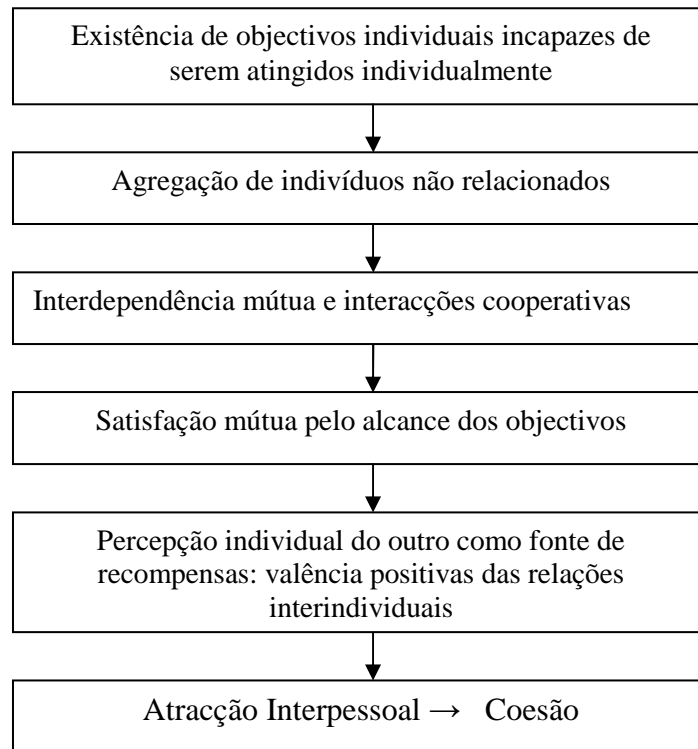 Existência de objectivos individuais incapazes de
serem atingidos individualmente
Agregação de indivíduos não relacionados
Interdependência mútua e interacções cooperativas
Satisfação mútua pelo alcance dos objectivos
Percepção individual do outro como fonte de
recompensas: valência positivas das relações
interindividuais
Atracção Interpessoal → Coesão